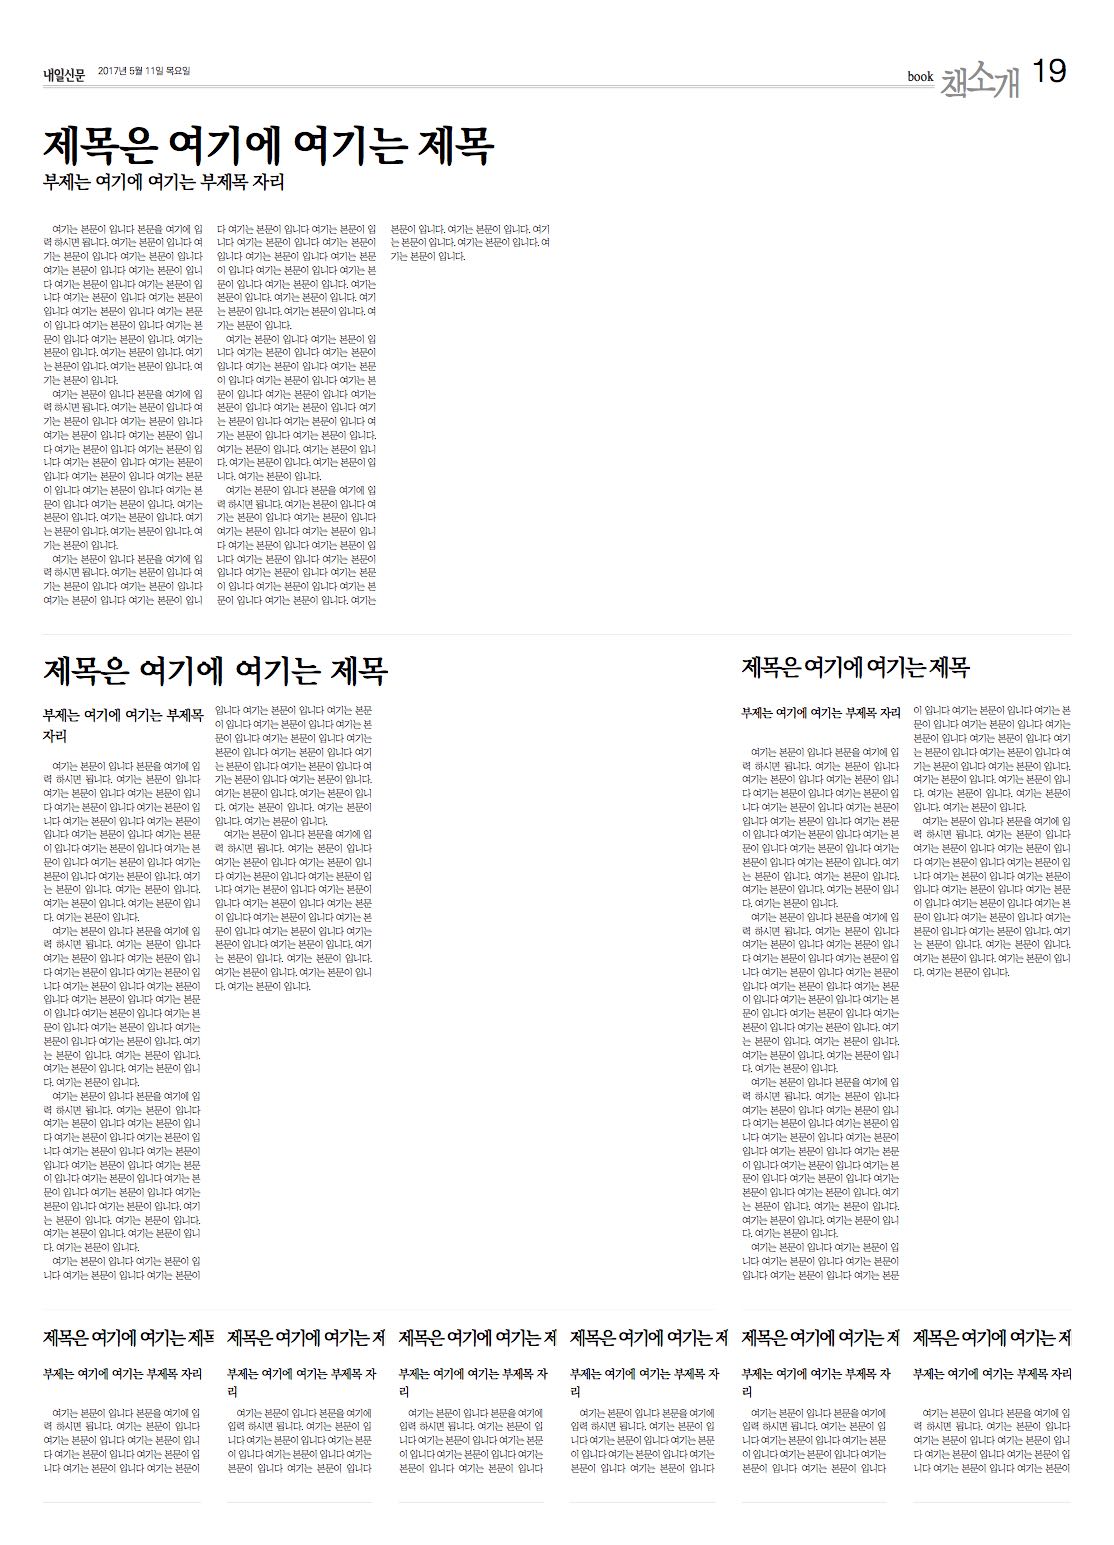 내일신문 2017년 5월 11일 목요일
book 책소개 19
제목은 여기에 여기는 제목
부제는 여기에 여기는 부제목 자리
여기는 본문이 입니다 본문을 여기에 입
력 하시면 됩니다. 여기는 본문이 입니다 여
기는 본문이 입니다 여기는 본문이 입니다
여기는 본문이 입니다 여기는 본문이 입니
다 여기는 본문이 입니다 여기는 본문이 입
니다 여기는 본문이 입니다 여기는 본문이
입니다 여기는 본문이 입니다 여기는 본문
이 입니다 여기는 본문이 입니다 여기는 본
문이 입니다 여기는 본문이 입니다. 여기는
본문이 입니다. 여기는 본문이 입니다. 여기
는 본문이 입니다. 여기는 본문이 입니다. 여
기는 본문이 입니다.
여기는 본문이 입니다 본문을 여기에 입
력 하시면 됩니다. 여기는 본문이 입니다 여
기는 본문이 입니다 여기는 본문이 입니다
여기는 본문이 입니다 여기는 본문이 입니
다 여기는 본문이 입니다 여기는 본문이 입
니다 여기는 본문이 입니다 여기는 본문이
입니다 여기는 본문이 입니다 여기는 본문
이 입니다 여기는 본문이 입니다 여기는 본
문이 입니다 여기는 본문이 입니다. 여기는
본문이 입니다. 여기는 본문이 입니다. 여기
는 본문이 입니다. 여기는 본문이 입니다. 여
기는 본문이 입니다.
여기는 본문이 입니다 본문을 여기에 입
력 하시면 됩니다. 여기는 본문이 입니다 여
기는 본문이 입니다 여기는 본문이 입니다
여기는 본문이 입니다 여기는 본문이 입니
다 여기는 본문이 입니다 여기는 본문이 입
니다 여기는 본문이 입니다 여기는 본문이
입니다 여기는 본문이 입니다 여기는 본문
이 입니다 여기는 본문이 입니다 여기는 본
문이 입니다 여기는 본문이 입니다. 여기는
본문이 입니다. 여기는 본문이 입니다. 여기
는 본문이 입니다. 여기는 본문이 입니다. 여
기는 본문이 입니다.
여기는 본문이 입니다 여기는 본문이 입
니다 여기는 본문이 입니다 여기는 본문이
입니다 여기는 본문이 입니다 여기는 본문
이 입니다 여기는 본문이 입니다 여기는 본
문이 입니다 여기는 본문이 입니다 여기는
본문이 입니다 여기는 본문이 입니다 여기
는 본문이 입니다 여기는 본문이 입니다 여
기는 본문이 입니다 여기는 본문이 입니다.
여기는 본문이 입니다. 여기는 본문이 입니
다. 여기는 본문이 입니다. 여기는 본문이 입
니다. 여기는 본문이 입니다.
여기는 본문이 입니다 본문을 여기에 입
력 하시면 됩니다. 여기는 본문이 입니다 여
기는 본문이 입니다 여기는 본문이 입니다
여기는 본문이 입니다 여기는 본문이 입니
다 여기는 본문이 입니다 여기는 본문이 입
니다 여기는 본문이 입니다 여기는 본문이
입니다 여기는 본문이 입니다 여기는 본문
이 입니다 여기는 본문이 입니다 여기는 본
문이 입니다 여기는 본문이 입니다. 여기는
본문이 입니다. 여기는 본문이 입니다. 여기
는 본문이 입니다. 여기는 본문이 입니다. 여
기는 본문이 입니다.
제목은 여기에 여기는 제목
부제는 여기에 여기는 부제목
자리
여기는 본문이 입니다 본문을 여기에 입
력 하시면 됩니다. 여기는 본문이 입니다
여기는 본문이 입니다 여기는 본문이 입니
다 여기는 본문이 입니다 여기는 본문이 입
니다 여기는 본문이 입니다 여기는 본문이
입니다 여기는 본문이 입니다 여기는 본문
이 입니다 여기는 본문이 입니다 여기는 본
문이 입니다 여기는 본문이 입니다 여기는
본문이 입니다 여기는 본문이 입니다. 여기
는 본문이 입니다. 여기는 본문이 입니다.
여기는 본문이 입니다. 여기는 본문이 입니
다. 여기는 본문이 입니다.
여기는 본문이 입니다 본문을 여기에 입
력 하시면 됩니다. 여기는 본문이 입니다
여기는 본문이 입니다 여기는 본문이 입니
다 여기는 본문이 입니다 여기는 본문이 입
니다 여기는 본문이 입니다 여기는 본문이
입니다 여기는 본문이 입니다 여기는 본문
이 입니다 여기는 본문이 입니다 여기는 본
문이 입니다 여기는 본문이 입니다 여기는
본문이 입니다 여기는 본문이 입니다. 여기
는 본문이 입니다. 여기는 본문이 입니다.
여기는 본문이 입니다. 여기는 본문이 입니
다. 여기는 본문이 입니다.
여기는 본문이 입니다 본문을 여기에 입
력 하시면 됩니다. 여기는 본문이 입니다
여기는 본문이 입니다 여기는 본문이 입니
다 여기는 본문이 입니다 여기는 본문이 입
니다 여기는 본문이 입니다 여기는 본문이
입니다 여기는 본문이 입니다 여기는 본문
이 입니다 여기는 본문이 입니다 여기는 본
문이 입니다 여기는 본문이 입니다 여기는
본문이 입니다 여기는 본문이 입니다. 여기
는 본문이 입니다. 여기는 본문이 입니다.
여기는 본문이 입니다. 여기는 본문이 입니
다. 여기는 본문이 입니다.
여기는 본문이 입니다 여기는 본문이 입
니다 여기는 본문이 입니다 여기는 본문이
입니다 여기는 본문이 입니다 여기는 본문
이 입니다 여기는 본문이 입니다 여기는 본
문이 입니다 여기는 본문이 입니다 여기는
본문이 입니다 여기는 본문이 입니다 여기
는 본문이 입니다 여기는 본문이 입니다 여
기는 본문이 입니다 여기는 본문이 입니다.
여기는 본문이 입니다. 여기는 본문이 입니
다. 여기는 본문이 입니다. 여기는 본문이
입니다. 여기는 본문이 입니다.
여기는 본문이 입니다 본문을 여기에 입
력 하시면 됩니다. 여기는 본문이 입니다
여기는 본문이 입니다 여기는 본문이 입니
다 여기는 본문이 입니다 여기는 본문이 입
니다 여기는 본문이 입니다 여기는 본문이
입니다 여기는 본문이 입니다 여기는 본문
이 입니다 여기는 본문이 입니다 여기는 본
문이 입니다 여기는 본문이 입니다 여기는
본문이 입니다 여기는 본문이 입니다. 여기
는 본문이 입니다. 여기는 본문이 입니다.
여기는 본문이 입니다. 여기는 본문이 입니
다. 여기는 본문이 입니다.
제목은 여기에 여기는 제목
부제는 여기에 여기는 부제목 자리
여기는 본문이 입니다 본문을 여기에 입
력 하시면 됩니다. 여기는 본문이 입니다
여기는 본문이 입니다 여기는 본문이 입니
다 여기는 본문이 입니다 여기는 본문이 입
니다 여기는 본문이 입니다 여기는 본문이
입니다 여기는 본문이 입니다 여기는 본문
이 입니다 여기는 본문이 입니다 여기는 본
문이 입니다 여기는 본문이 입니다 여기는
본문이 입니다 여기는 본문이 입니다. 여기
는 본문이 입니다. 여기는 본문이 입니다.
여기는 본문이 입니다. 여기는 본문이 입니
다. 여기는 본문이 입니다.
여기는 본문이 입니다 본문을 여기에 입
력 하시면 됩니다. 여기는 본문이 입니다
여기는 본문이 입니다 여기는 본문이 입니
다 여기는 본문이 입니다 여기는 본문이 입
니다 여기는 본문이 입니다 여기는 본문이
입니다 여기는 본문이 입니다 여기는 본문
이 입니다 여기는 본문이 입니다 여기는 본
문이 입니다 여기는 본문이 입니다 여기는
본문이 입니다 여기는 본문이 입니다. 여기
는 본문이 입니다. 여기는 본문이 입니다.
여기는 본문이 입니다. 여기는 본문이 입니
다. 여기는 본문이 입니다.
여기는 본문이 입니다 본문을 여기에 입
력 하시면 됩니다. 여기는 본문이 입니다
여기는 본문이 입니다 여기는 본문이 입니
다 여기는 본문이 입니다 여기는 본문이 입
니다 여기는 본문이 입니다 여기는 본문이
입니다 여기는 본문이 입니다 여기는 본문
이 입니다 여기는 본문이 입니다 여기는 본
문이 입니다 여기는 본문이 입니다 여기는
본문이 입니다 여기는 본문이 입니다. 여기
는 본문이 입니다. 여기는 본문이 입니다.
여기는 본문이 입니다. 여기는 본문이 입니
다. 여기는 본문이 입니다.
여기는 본문이 입니다 여기는 본문이 입
니다 여기는 본문이 입니다 여기는 본문이
입니다 여기는 본문이 입니다 여기는 본문
이 입니다 여기는 본문이 입니다 여기는 본
문이 입니다 여기는 본문이 입니다 여기는
본문이 입니다 여기는 본문이 입니다 여기
는 본문이 입니다 여기는 본문이 입니다 여
기는 본문이 입니다 여기는 본문이 입니다.
여기는 본문이 입니다. 여기는 본문이 입니
다. 여기는 본문이 입니다. 여기는 본문이
입니다. 여기는 본문이 입니다.
여기는 본문이 입니다 본문을 여기에 입
력 하시면 됩니다. 여기는 본문이 입니다
여기는 본문이 입니다 여기는 본문이 입니
다 여기는 본문이 입니다 여기는 본문이 입
니다 여기는 본문이 입니다 여기는 본문이
입니다 여기는 본문이 입니다 여기는 본문
이 입니다 여기는 본문이 입니다 여기는 본
문이 입니다 여기는 본문이 입니다 여기는
본문이 입니다 여기는 본문이 입니다. 여기
는 본문이 입니다. 여기는 본문이 입니다.
여기는 본문이 입니다. 여기는 본문이 입니
다. 여기는 본문이 입니다.
제목은 여기에 여기는 제목
부제는 여기에 여기는 부제목 자리
여기는 본문이 입니다 본문을 여기에 입
력 하시면 됩니다. 여기는 본문이 입니다
여기는 본문이 입니다 여기는 본문이 입니
다 여기는 본문이 입니다 여기는 본문이 입
니다 여기는 본문이 입니다 여기는 본문이
제목은 여기에 여기는 제
부제는 여기에 여기는 부제목 자
리
여기는 본문이 입니다 본문을 여기에
입력 하시면 됩니다. 여기는 본문이 입
니다 여기는 본문이 입니다 여기는 본문
이 입니다 여기는 본문이 입니다 여기는
본문이 입니다 여기는 본문이 입니다
제목은 여기에 여기는 제
부제는 여기에 여기는 부제목 자
리
여기는 본문이 입니다 본문을 여기에
입력 하시면 됩니다. 여기는 본문이 입
니다 여기는 본문이 입니다 여기는 본문
이 입니다 여기는 본문이 입니다 여기는
본문이 입니다 여기는 본문이 입니다
제목은 여기에 여기는 제
부제는 여기에 여기는 부제목 자
리
여기는 본문이 입니다 본문을 여기에
입력 하시면 됩니다. 여기는 본문이 입
니다 여기는 본문이 입니다 여기는 본문
이 입니다 여기는 본문이 입니다 여기는
본문이 입니다 여기는 본문이 입니다
제목은 여기에 여기는 제
부제는 여기에 여기는 부제목 자
리
여기는 본문이 입니다 본문을 여기에
입력 하시면 됩니다. 여기는 본문이 입
니다 여기는 본문이 입니다 여기는 본문
이 입니다 여기는 본문이 입니다 여기는
본문이 입니다 여기는 본문이 입니다
제목은 여기에 여기는 제
부제는 여기에 여기는 부제목 자리
여기는 본문이 입니다 본문을 여기에 입
력 하시면 됩니다. 여기는 본문이 입니다
여기는 본문이 입니다 여기는 본문이 입니
다 여기는 본문이 입니다 여기는 본문이 입
니다 여기는 본문이 입니다 여기는 본문이